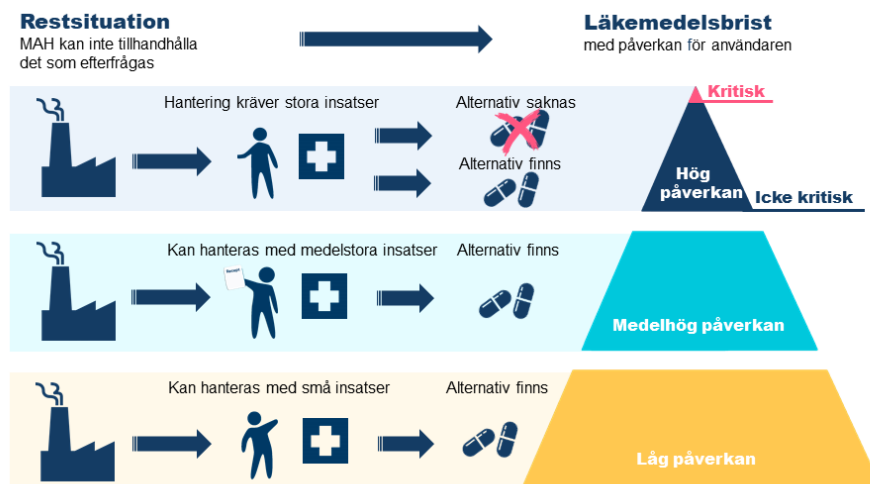 Restsituation
MAH kan inte tillhandhålla
det som efterfrågas
Läkemedelsbrist
med påverkan för användaren
Hantering kräver stora insatser
Alternativ saknas
Alternativ finns
Kritisk
Hög
påverkan
Icke kritisk
Kan hanteras med medelstora insatser
Alternativ finns
Medelhög påverkan
Kan hanteras med små insatser
Alternativ finns
Låg påverkan